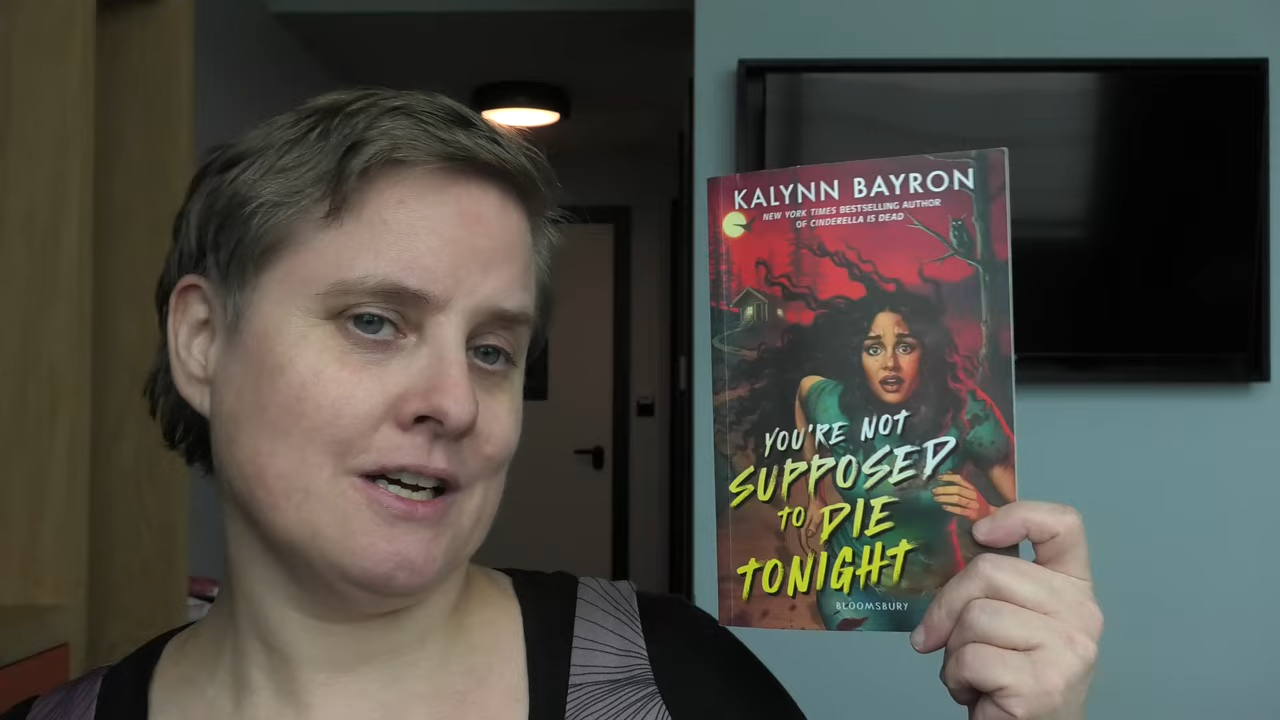 KALYNN BAYRON
NEW YORK TIMES BESTSELLING AUTHOR
OF CINDERELLA IS DEAD
YOU'RE NOT
SUPPOSED
TO DIE
TONIGHT
BLOOMSBURY